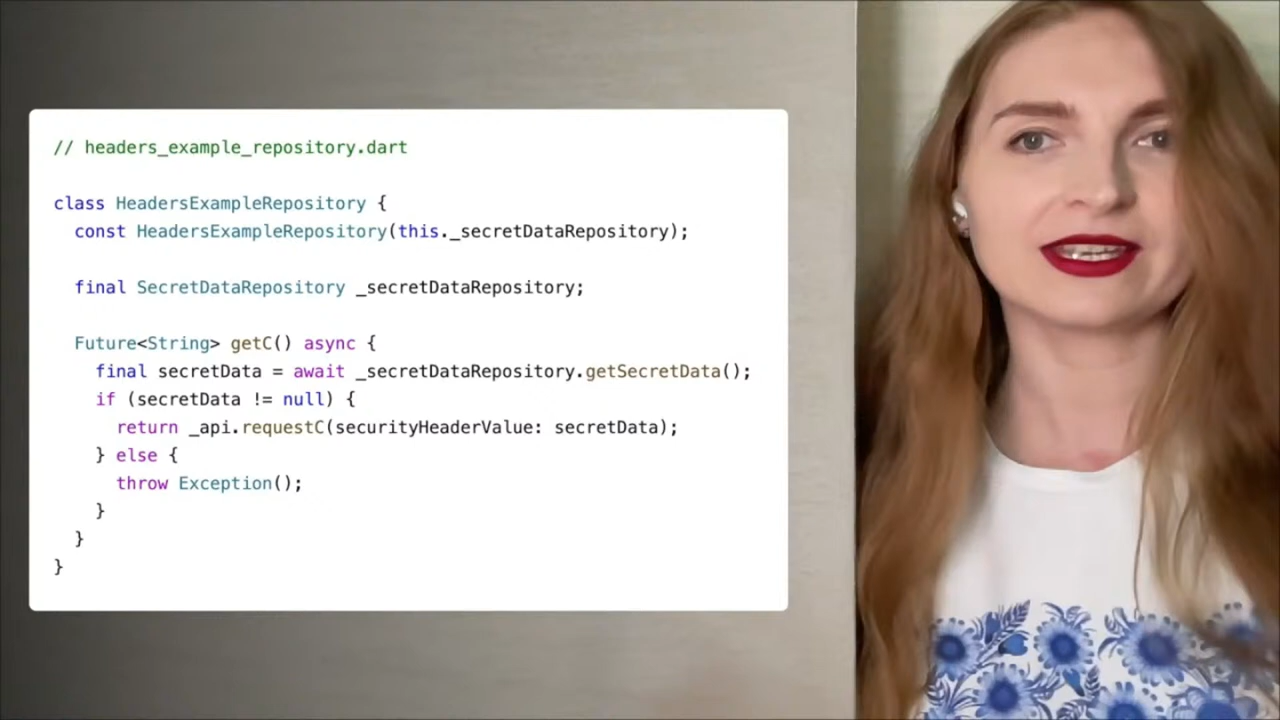 // headers_example_repository.dart
class HeadersExampleRepository {
const HeadersExampleRepository(this._secretDataRepository);
final SecretDataRepository _secretDataRepository;
Future<String> getC() async {
final secretData = await _secretDataRepository.getSecretData();
if (secretData != null) {
return _api.requestC(securityHeaderValue: secretData);
} else {
throw Exception();
}
}
}